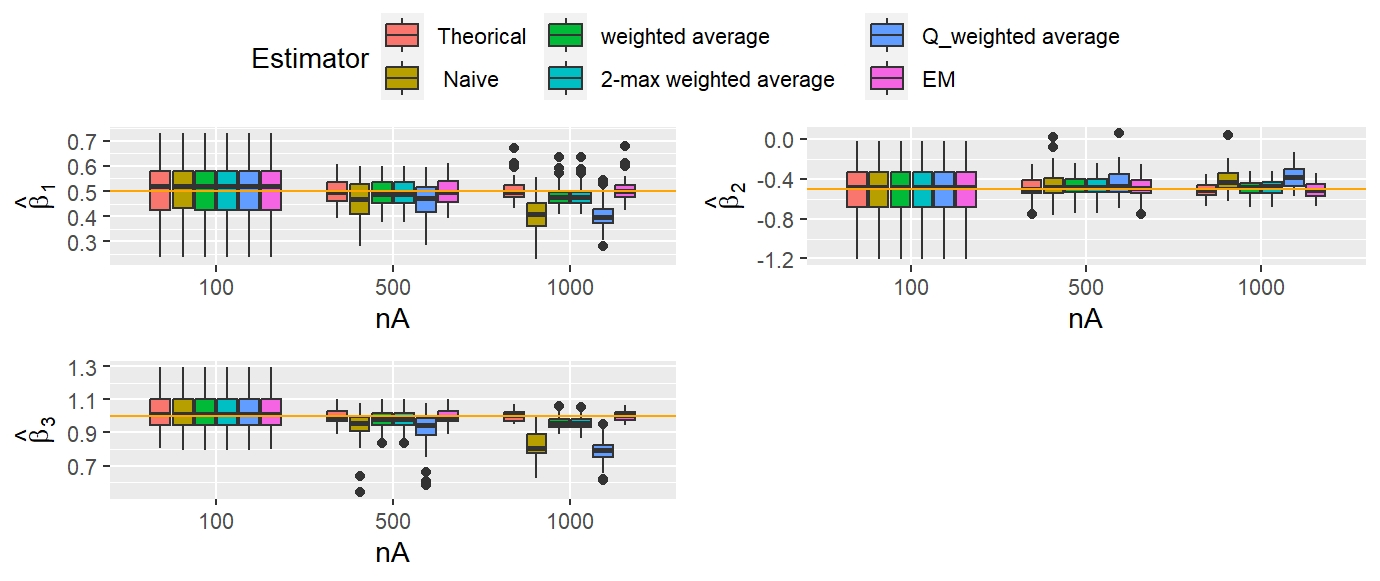 Estimator
Theorical
weighted average
Q_weighted average
Naive
2-max weighted average
EM
0.7
0.6
0.5
0.4
0.3
β̂1
100
500
1000
nA
0.0
-0.4
-0.8
-1.2
β̂2
100
500
1000
nA
1.3
1.1
0.9
0.7
β̂3
100
500
1000
nA